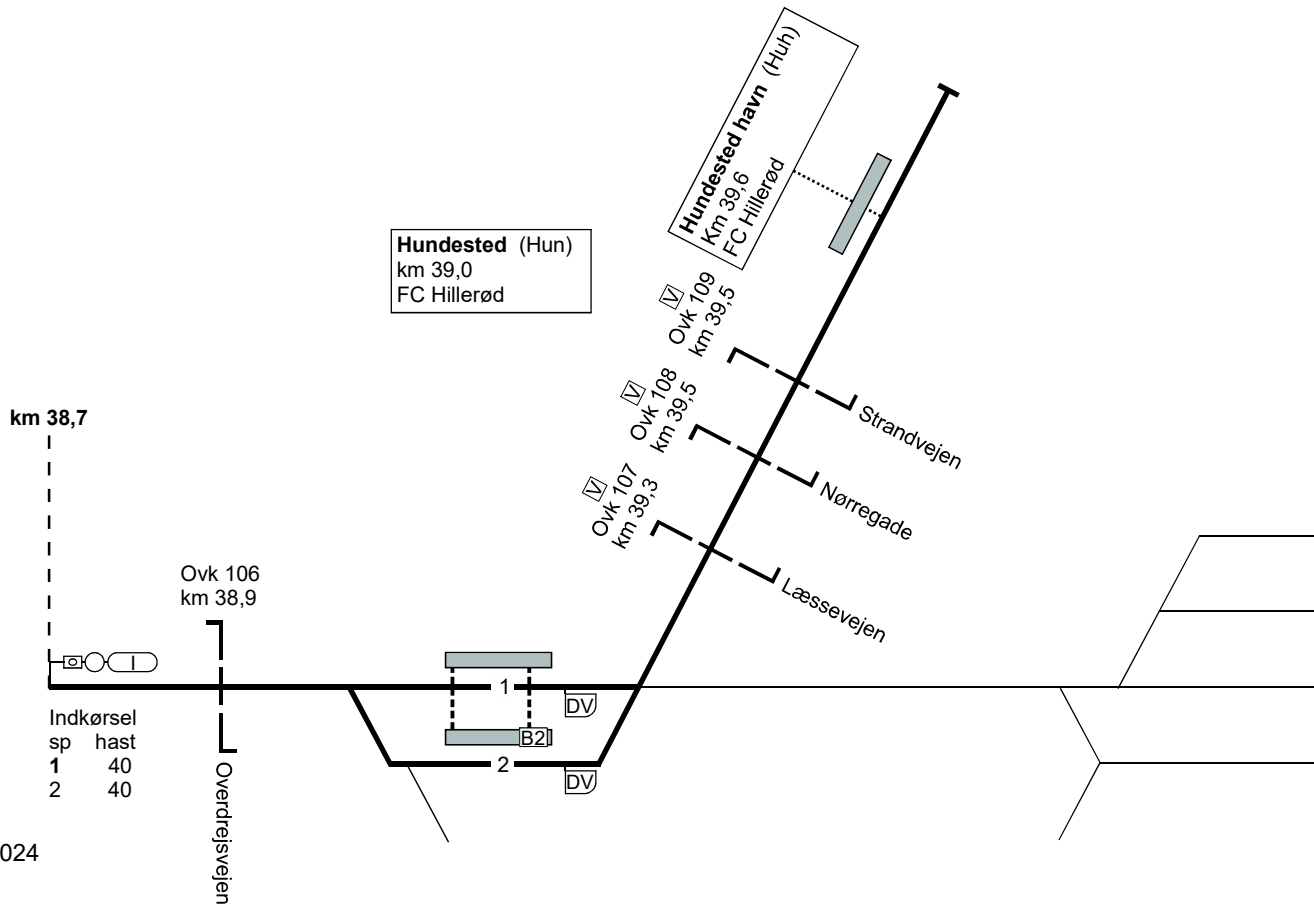 Hundested havn (Huh)
Km 39,6
FC Hillerød
Hundested (Hun)
km 39,0
FC Hillerød
V
Ovk 109
km 39,5
Strandvejen
V
Ovk 108
km 39,5
Nørregade
V
Ovk 107
km 39,3
Læssevejen
km 38,7
Ovk 106
km 38,9
I
1
DV
B2
2
DV
Indkørsel
sp hast
1 40
2 40
Overdrejsvejen
024